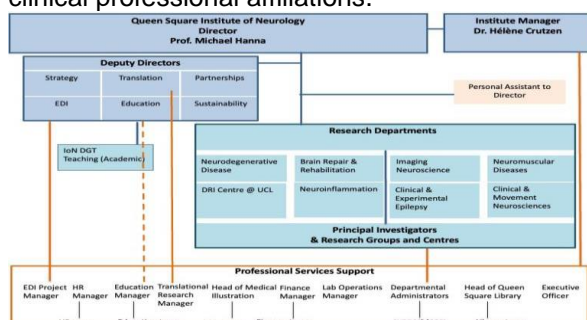 clinical professional affiliations.
Queen Square Institute of Neurology
Director
Prof. Michael Hanna
Institute Manager
Dr. Hélène Crutzen
Deputy Directors
Strategy
Translation
Partnerships
EDI
Education
Sustainability
Personal Assistant to
Director
IoN DGT
Teaching (Academic)
Research Departments
Neurodegenerative
Disease
Brain Repair &
Rehabilitation
Imaging
Neuroscience
Neuromuscular
Diseases
DRI Centre @ UCL
Neuroinflammation
Clinical &
Experimental
Epilepsy
Clinical &
Movement
Neurosciences
Principal Investigators
& Research Groups and Centres
Professional Services Support
EDI Project
Manager
HR
Manager
Education
Manager
Translational
Research
Manager
Head of Medical
Illustration
Finance
Manager
Lab Operations
Manager
Departmental
Administrators
Head of Queen
Square Library
Executive
Officer